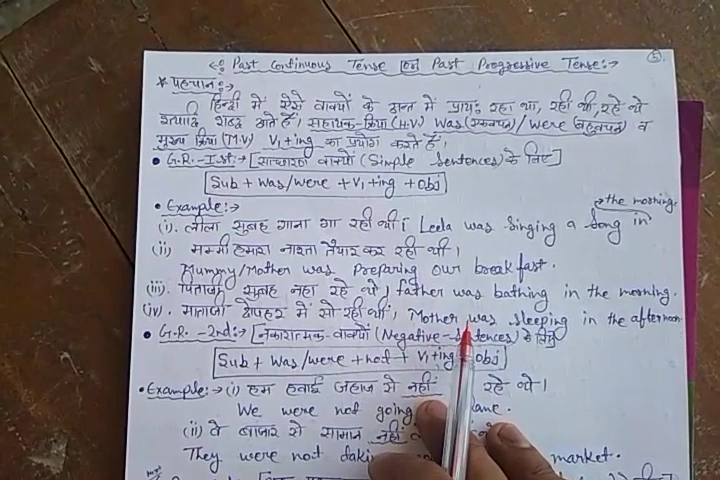 Past Continuous Tense या Past Progressive Tense:→
(5)
* पहचान:→
हिन्दी में ऐसे वाक्यों के अन्त में प्रायः रहा था, रही थी, रहे थे
इत्यादि शब्द आते हैं। सहायक-क्रिया (H.V) Was (एकवचन) / were (बहुवचन) व
मुख्य क्रिया (M.V) V₁+ing का प्रयोग करते हैं।
• G.R.-Ist:→ [साधारण वाक्यों (Simple Sentences) के लिए]
Sub + was/were + V₁+ing + obj
• Example:→
→the morning.
(i). लीला सुबह गाना गा रही थी। Leela was singing a song in
(ii) मम्मी हमारा नाश्ता तैयार कर रही थी।
Mummy/Mother was preparing our breakfast.
(iii). पिताजी सुबह नहा रहे थे। father was bathing in the morning.
(iv). माताजी दोपहर में सो रही थीं, Mother was sleeping in the afternoon.
• G.R.-2nd:→ [नकारात्मक-वाक्यों (Negative-Sentences) के लिए
Sub + was/were + not + V₁+ing + obj
• Example:→ (i) हम हवाई जहाज से नहीं रहे थे।
We were not going
(ii) वे बाजार से सामान नहीं
They were not market.